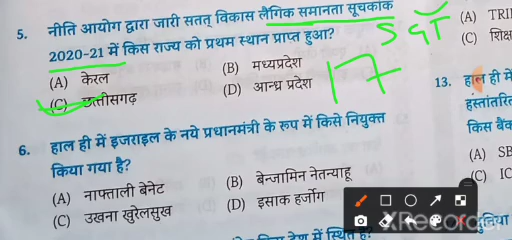 5. नीति आयोग द्वारा जारी सतत् विकास लैंगिक समानता सूचकांक
2020-21 में किस राज्य को प्रथम स्थान प्राप्त हुआ?
(A) केरल
(B) मध्यप्रदेश
(C) छत्तीसगढ़
(D) आन्ध्र प्रदेश
SGT
17
6. हाल ही में इजराइल के नये प्रधानमंत्री के रूप में किसे नियुक्त
किया गया है?
(A) नाफ्ताली बेनेट
(B) बेन्जामिन नेतन्याहू
(C) उखना खुरेलसुख
(D) इसाक हर्जोग
(A) TRI
(C) शिक्ष
13. हाल ही में
हस्तांतरित
किस बैंक
(A) SB
(C) IC
दुनिया
XRecorder